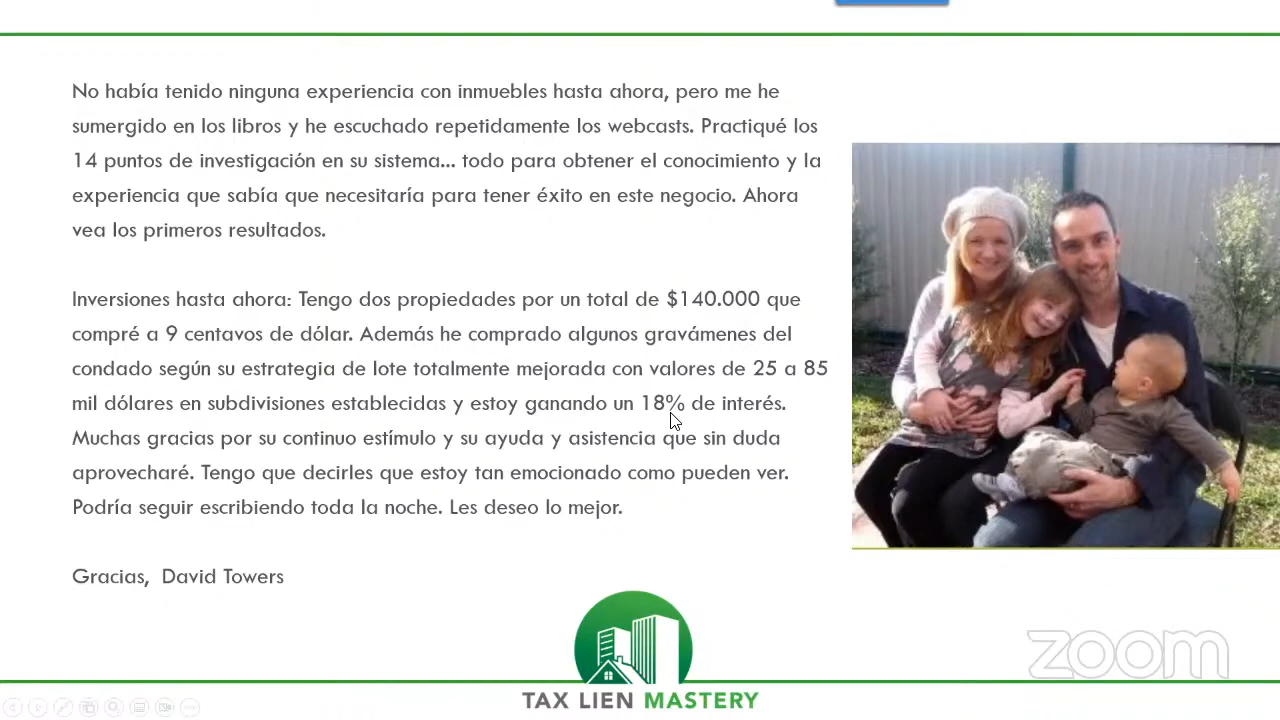 No había tenido ninguna experiencia con inmuebles hasta ahora, pero me he
sumergido en los libros y he escuchado repetidamente los webcasts. Practiqué los
14 puntos de investigación en su sistema... todo para obtener el conocimiento y la
experiencia que sabía que necesitaría para tener éxito en este negocio. Ahora
vea los primeros resultados.
Inversiones hasta ahora: Tengo dos propiedades por un total de $140.000 que
compré a 9 centavos de dólar. Además he comprado algunos gravámenes del
condado según su estrategia de lote totalmente mejorada con valores de 25 a 85
mil dólares en subdivisiones establecidas y estoy ganando un 18% de interés.
Muchas gracias por su continuo estímulo y su ayuda y asistencia que sin duda
aprovecharé. Tengo que decirles que estoy tan emocionado como pueden ver.
Podría seguir escribiendo toda la noche. Les deseo lo mejor.
Gracias, David Towers
zoom
TAX LIEN MASTERY